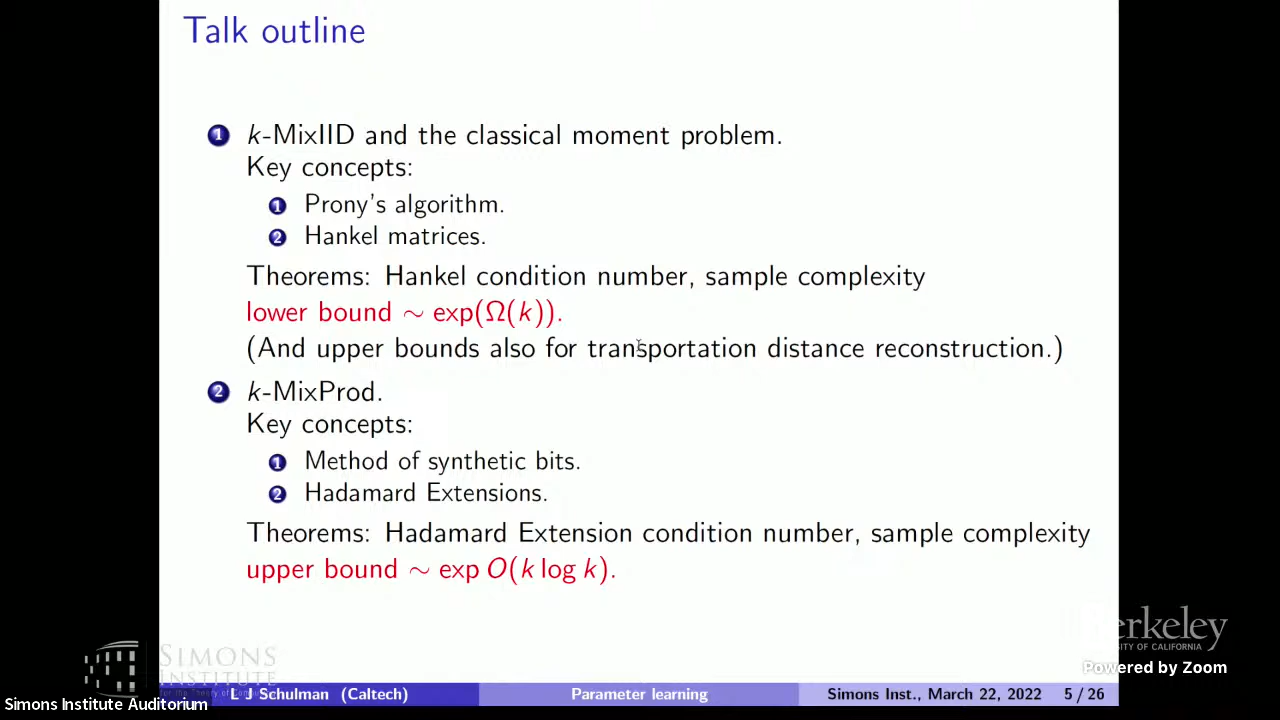 Talk outline
1 k-MixIID and the classical moment problem.
Key concepts:
1 Prony's algorithm.
2 Hankel matrices.
Theorems: Hankel condition number, sample complexity
lower bound ∼ exp(Ω(k)).
(And upper bounds also for transportation distance reconstruction.)
2 k-MixProd.
Key concepts:
1 Method of synthetic bits.
2 Hadamard Extensions.
Theorems: Hadamard Extension condition number, sample complexity
upper bound ∼ exp O(k log k).
SIMONS
INSTITUTE
Berkeley
Powered by Zoom
L J Schulman (Caltech) Parameter learning Simons Inst., March 22, 2022 5 / 26
Simons Institute Auditorium